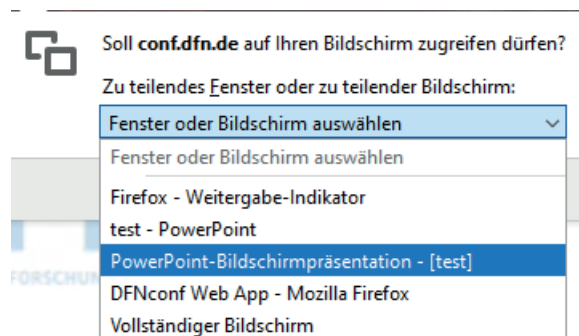 Soll conf.dfn.de auf Ihren Bildschirm zugreifen dürfen?
Zu teilendes Fenster oder zu teilender Bildschirm:
Fenster oder Bildschirm auswählen
Fenster oder Bildschirm auswählen
Firefox - Weitergabe-Indikator
test - PowerPoint
PowerPoint-Bildschirmpräsentation - [test]
FORSCHUN
DFNconf Web App - Mozilla Firefox
Vollständiger Bildschirm